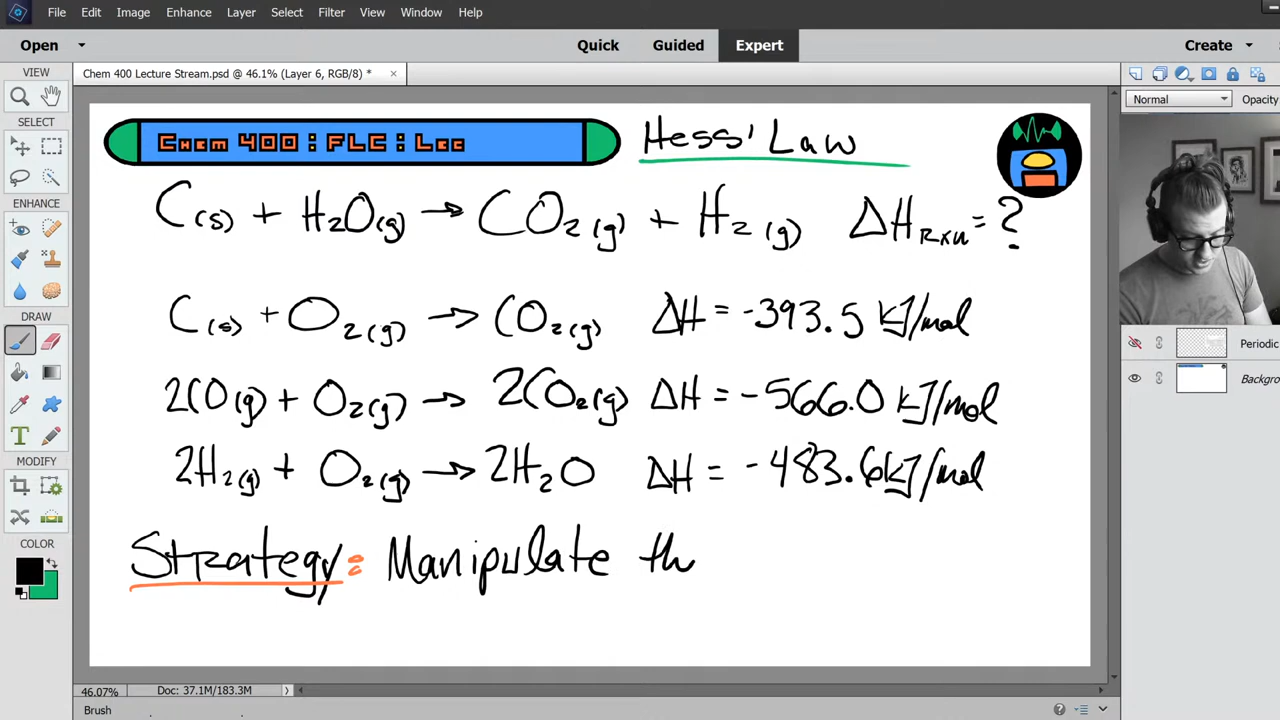 File Edit Image Enhance Layer Select Filter View Window Help
Open Quick Guided Expert Create
Chem 400 Lecture Stream.psd @ 46.1% (Layer 6, RGB/8) * ×
VIEW
SELECT
ENHANCE
DRAW
MODIFY
COLOR
Chem 400 : FLC : Lec Hess' Law
C(s) + H₂O(g) → CO₂(g) + H₂(g) ΔHRxn = ?
C(s) + O₂(g) → CO₂(g) ΔH = -393.5 kJ/mol
2CO(g) + O₂(g) → 2CO₂(g) ΔH = -566.0 kJ/mol
2H₂(g) + O₂(g) → 2H₂O ΔH = -483.6 kJ/mol
Strategy: Manipulate th
Normal Opacity
Periodic
Backgro
46.07% Doc: 37.1M/183.3M
Brush